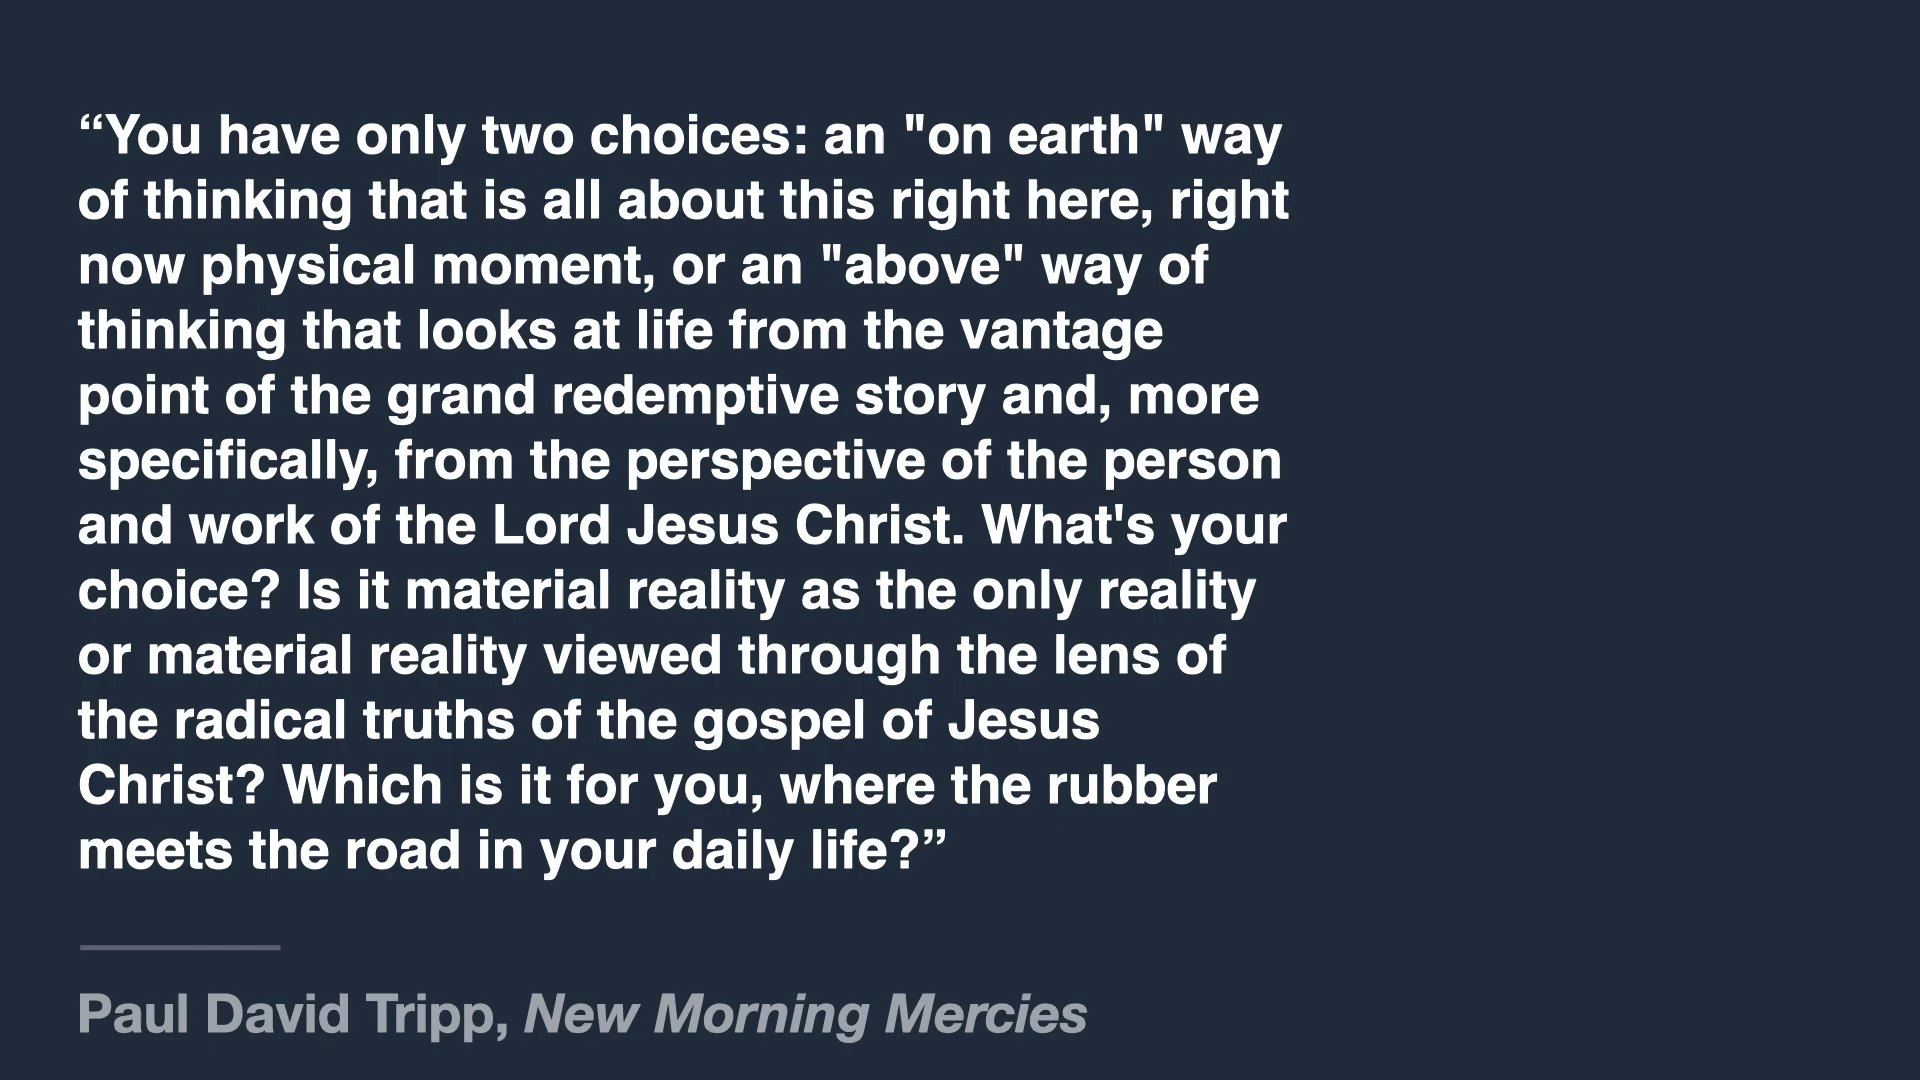 “You have only two choices: an "on earth" way
of thinking that is all about this right here, right
now physical moment, or an "above" way of
thinking that looks at life from the vantage
point of the grand redemptive story and, more
specifically, from the perspective of the person
and work of the Lord Jesus Christ. What's your
choice? Is it material reality as the only reality
or material reality viewed through the lens of
the radical truths of the gospel of Jesus
Christ? Which is it for you, where the rubber
meets the road in your daily life?”
Paul David Tripp, New Morning Mercies